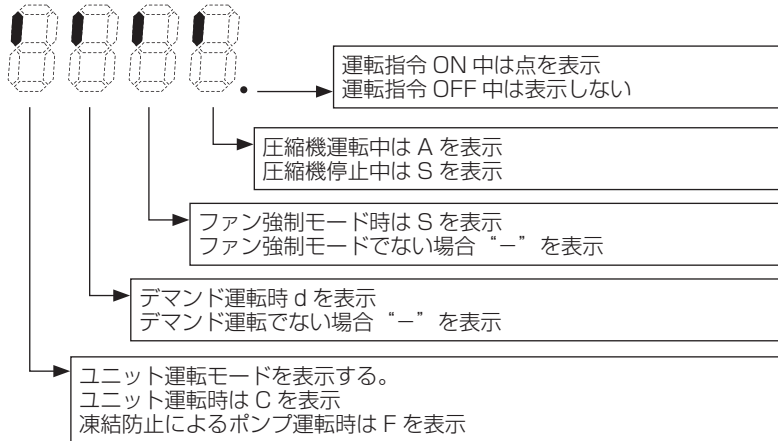 運転指令 ON 中は点を表示
運転指令 OFF 中は表示しない
圧縮機運転中は A を表示
圧縮機停止中は S を表示
ファン強制モード時は S を表示
ファン強制モードでない場合“－”を表示
デマンド運転時 d を表示
デマンド運転でない場合“－”を表示
ユニット運転モードを表示する。
ユニット運転時は C を表示
凍結防止によるポンプ運転時は F を表示